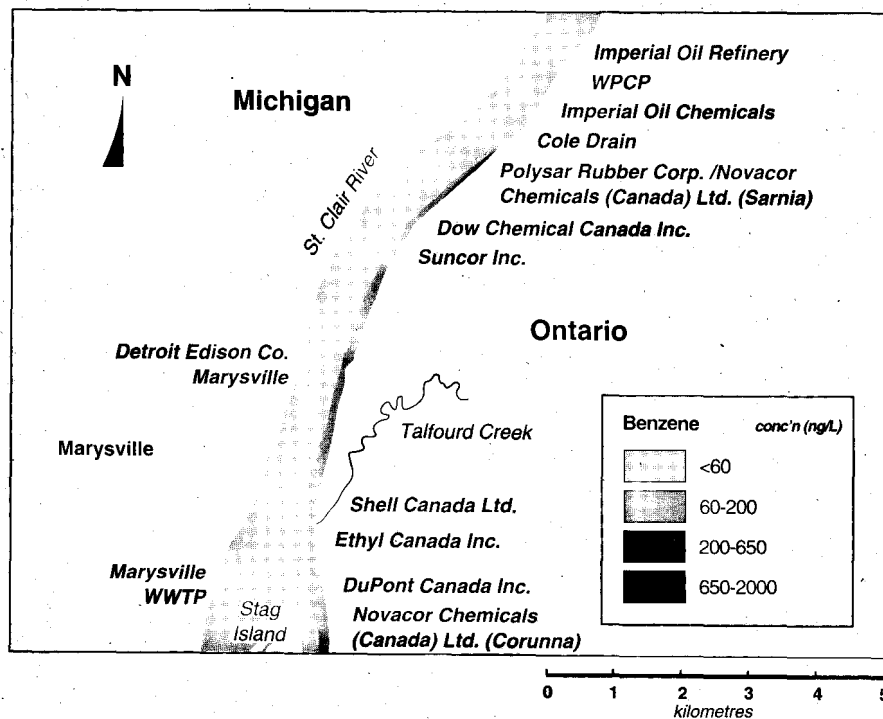 Imperial Oil Refinery
N
WPCP
Michigan
Imperial Oil Chemicals
Cole Drain
Polysar Rubber Corp. /Novacor
Chemicals (Canada) Ltd. (Sarnia)
St. Clair River
Dow Chemical Canada Inc.
Suncor Inc.
Ontario
Detroit Edison Co.
Marysville
Talfourd Creek
Marysville
Shell Canada Ltd.
Ethyl Canada Inc.
Marysville
WWTP
DuPont Canada Inc.
Stag
Island
Novacor Chemicals
(Canada) Ltd. (Corunna)
Benzene conc'n (ng/L)
<60
60-200
200-650
650-2000
0 1 2 3 4 5
kilometres